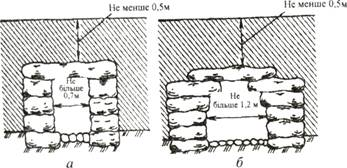 Не менше 0,5м
Не
більше
0,7м
а
Не менше 0,5м
Не
більше 1,2 м
б